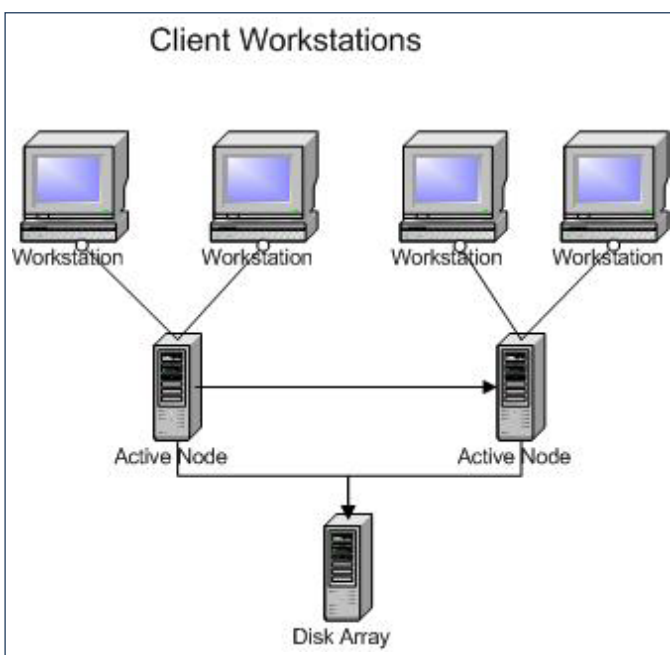 Client Workstations
Workstation
Workstation
Workstation
Workstation
Active Node
Active Node
Disk Array